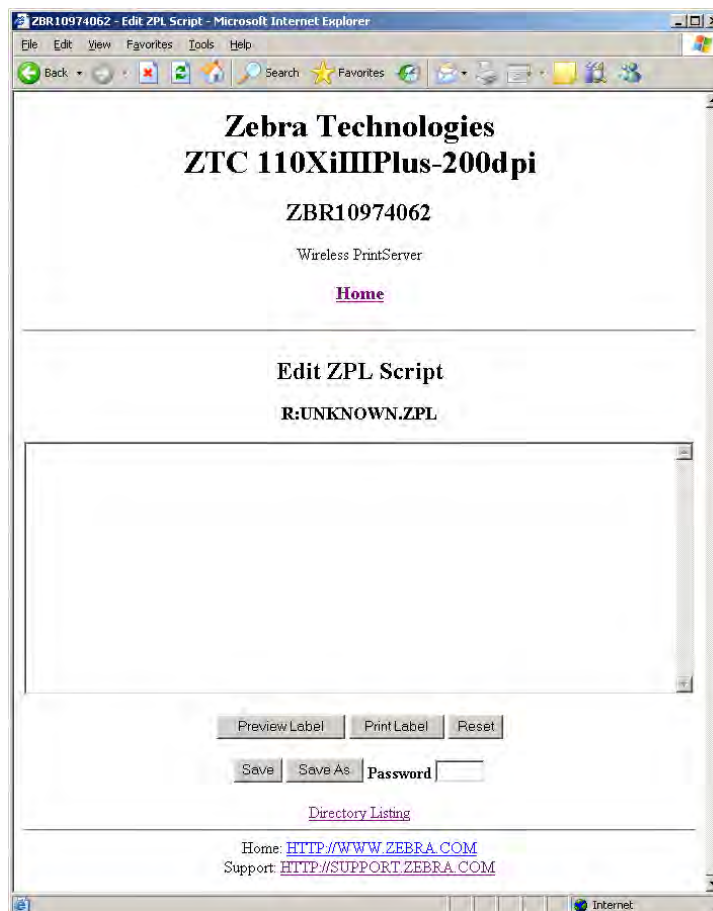 ZBR10974062 - Edit ZPL Script - Microsoft Internet Explorer
File Edit View Favorites Tools Help
Back Search Favorites
Zebra Technologies
ZTC 110XiIIIPlus-200dpi
ZBR10974062
Wireless PrintServer
Home
Edit ZPL Script
R:UNKNOWN.ZPL
Preview Label Print Label Reset
Save Save As Password
Directory Listing
Home: HTTP://WWW.ZEBRA.COM
Support: HTTP://SUPPORT.ZEBRA.COM
Internet